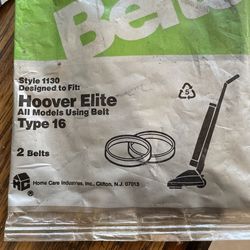 Belts
Style 1130
Designed to Fit:
Hoover Elite
All Models Using Belt
Type 16
2 Belts
5
HC
Home Care Industries, Inc., Clifton, N.J. 07013